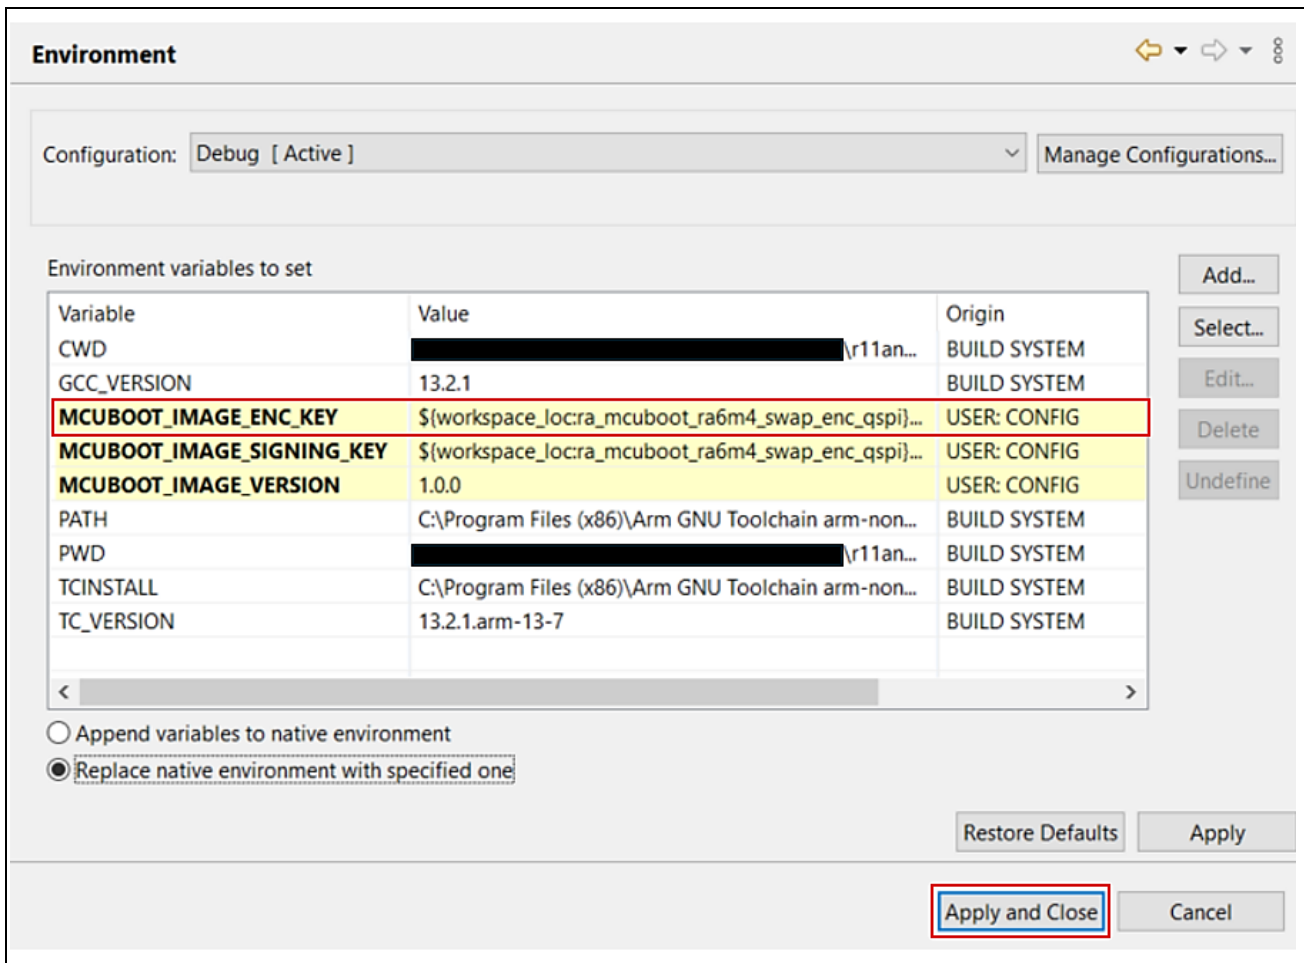 Environment
Configuration: Debug [ Active ] Manage Configurations...
Environment variables to set
Add...
Select...
Edit...
Delete
Undefine
Variable Value Origin
CWD \r11an... BUILD SYSTEM
GCC_VERSION 13.2.1 BUILD SYSTEM
MCUBOOT_IMAGE_ENC_KEY ${workspace_loc:ra_mcuboot_ra6m4_swap_enc_qspi}... USER: CONFIG
MCUBOOT_IMAGE_SIGNING_KEY ${workspace_loc:ra_mcuboot_ra6m4_swap_enc_qspi}... USER: CONFIG
MCUBOOT_IMAGE_VERSION 1.0.0 USER: CONFIG
PATH C:\Program Files (x86)\Arm GNU Toolchain arm-non... BUILD SYSTEM
PWD \r11an... BUILD SYSTEM
TCINSTALL C:\Program Files (x86)\Arm GNU Toolchain arm-non... BUILD SYSTEM
TC_VERSION 13.2.1.arm-13-7 BUILD SYSTEM
Append variables to native environment
Replace native environment with specified one
Restore Defaults Apply
Apply and Close Cancel